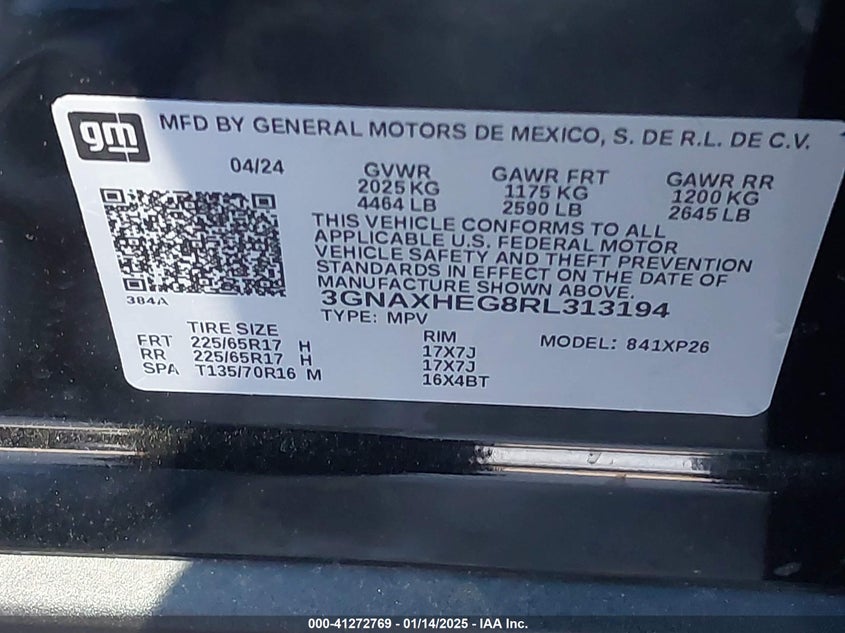 gm MFD BY GENERAL MOTORS DE MEXICO, S. DE R.L. DE C.V.
04/24 GVWR GAWR FRT GAWR RR
2025 KG 1175 KG 1200 KG
4464 LB 2590 LB 2645 LB
THIS VEHICLE CONFORMS TO ALL
APPLICABLE U.S. FEDERAL MOTOR
VEHICLE SAFETY AND THEFT PREVENTION
STANDARDS IN EFFECT ON THE DATE OF
MANUFACTURE SHOWN ABOVE.
384A 3GNAXHEG8RL313194
TYPE: MPV
TIRE SIZE RIM MODEL: 841XP26
FRT 225/65R17 H 17X7J
RR 225/65R17 H 17X7J
SPA T135/70R16 M 16X4BT
000-41272769 - 01/14/2025 - IAA Inc.